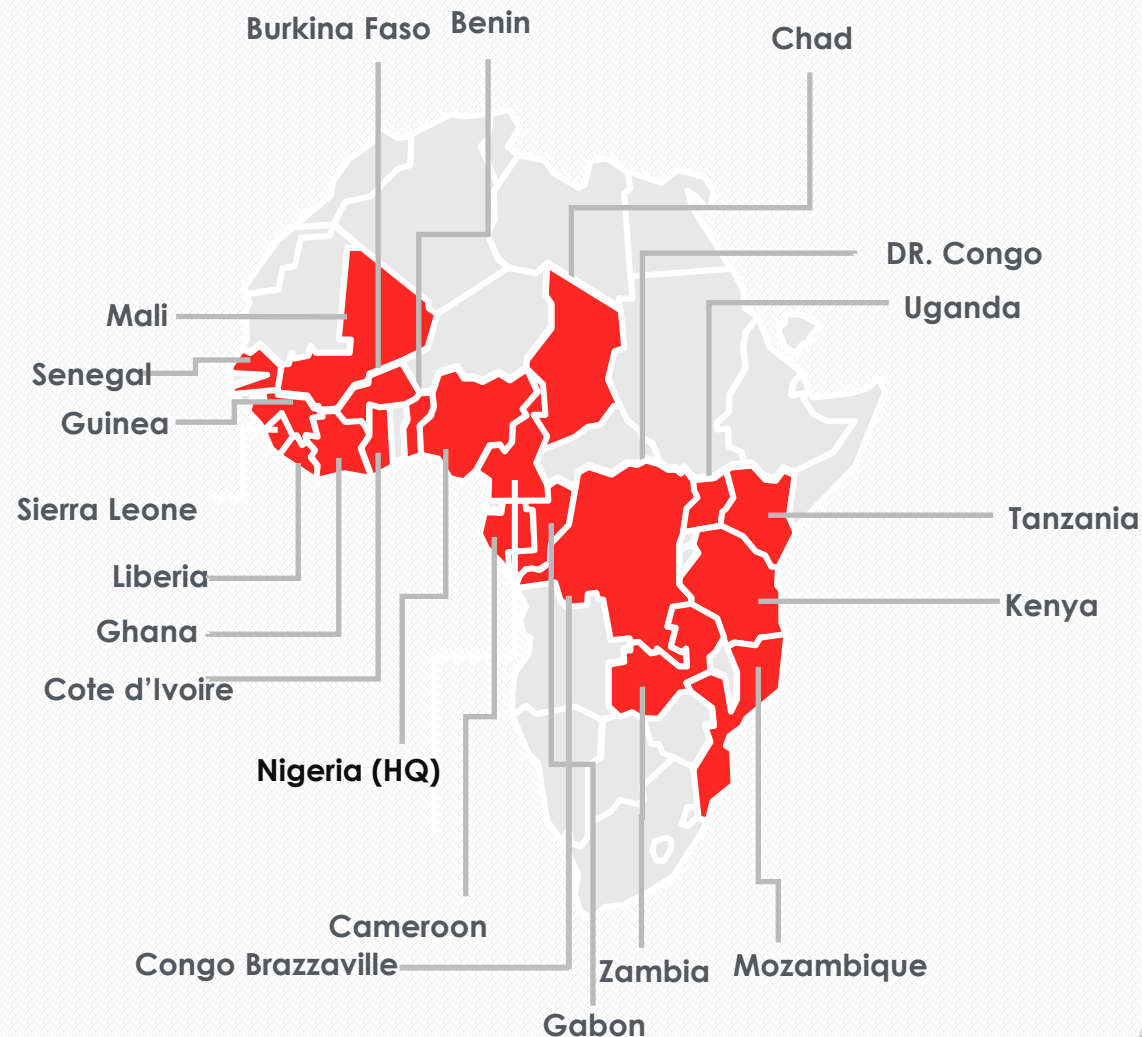 Burkina Faso
Benin
Chad
DR. Congo
Uganda
Mali
Senegal
Guinea
Sierra Leone
Tanzania
Liberia
Kenya
Ghana
Cote d’Ivoire
Nigeria (HQ)
Cameroon
Congo Brazzaville
Zambia
Mozambique
Gabon